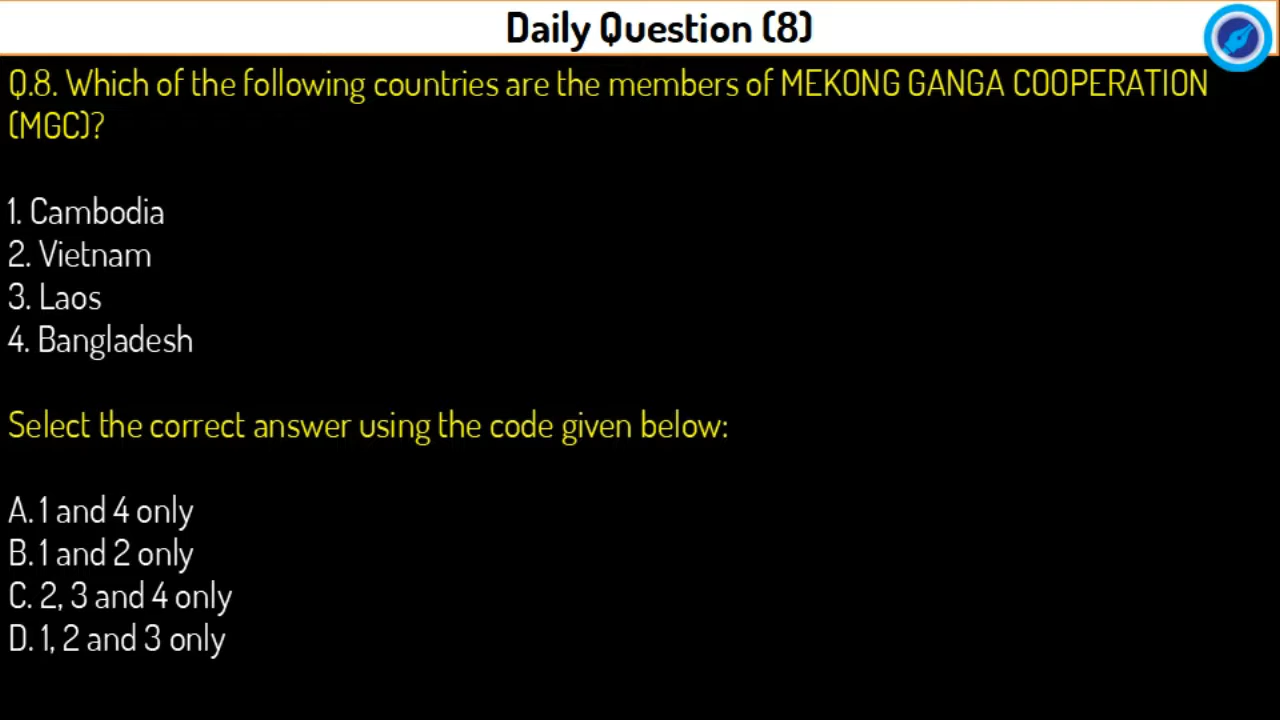 Daily Question (8)
Q.8. Which of the following countries are the members of MEKONG GANGA COOPERATION
(MGC)?
1. Cambodia
2. Vietnam
3. Laos
4. Bangladesh
Select the correct answer using the code given below:
A. 1 and 4 only
B. 1 and 2 only
C. 2, 3 and 4 only
D. 1, 2 and 3 only